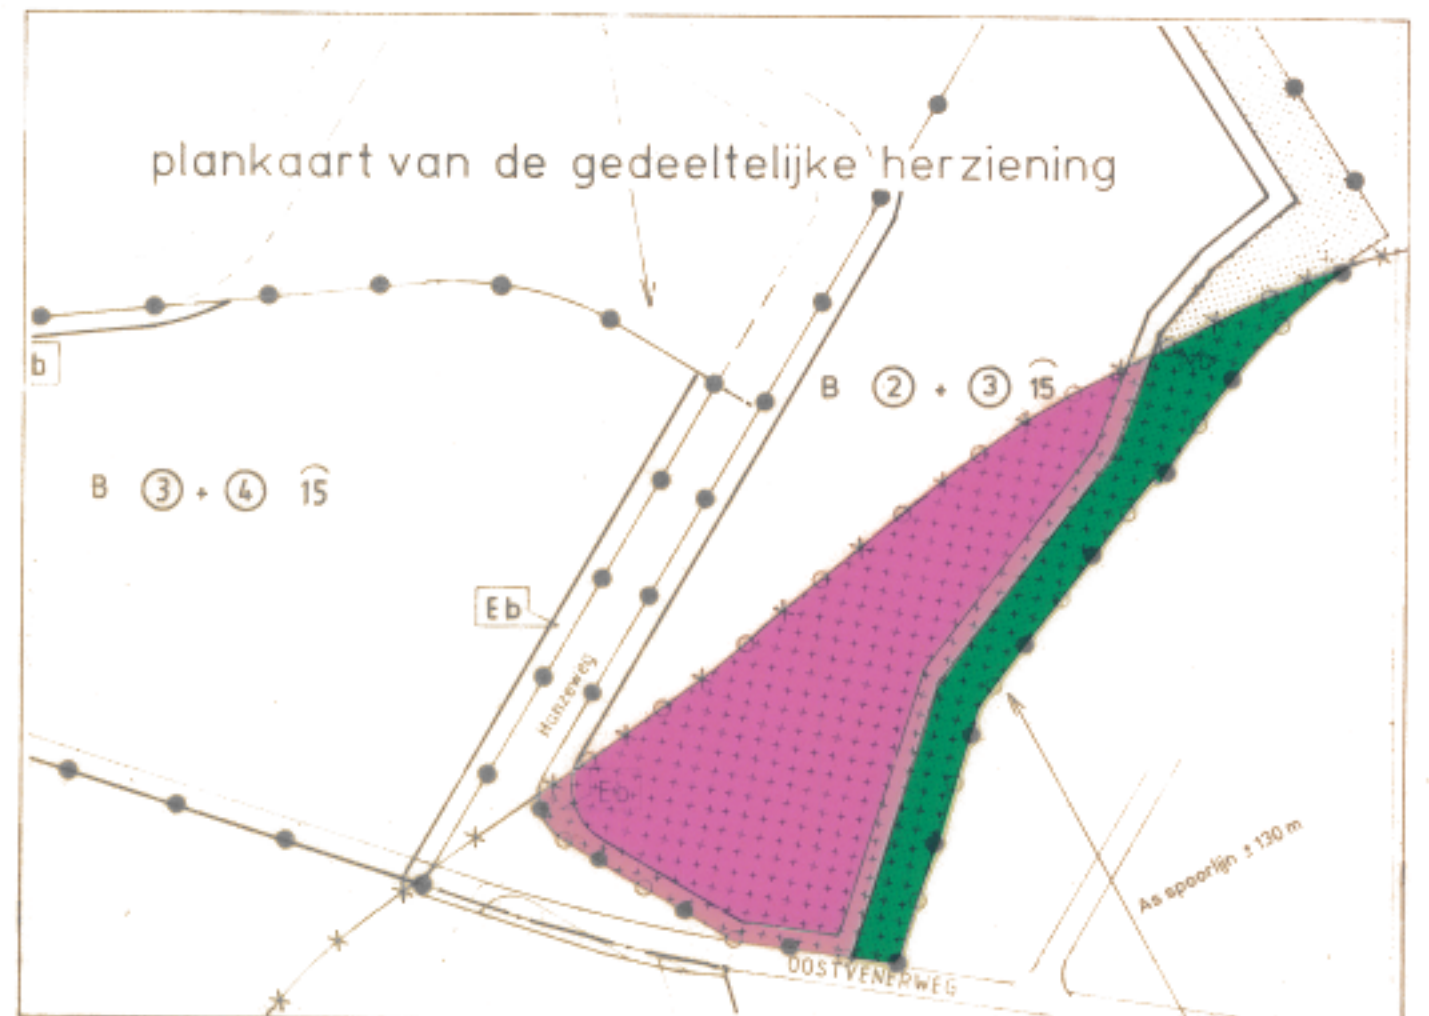 plankaart van de gedeeltelijke herziening
b
B ② + ③ 15
B ③ + ④ 15
Eb
Hanzeweg
Eb
As spoorlijn ± 130 m
OOSTVENERWEG